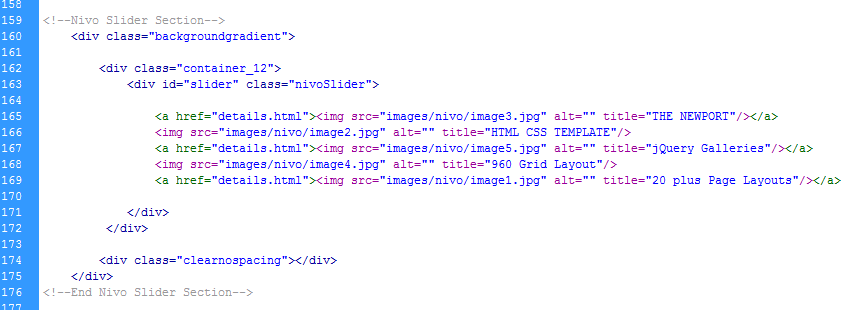 158
159 <!--Nivo Slider Section-->
160 <div class="backgroundgradient">
161
162 <div class="container_12">
163 <div id="slider" class="nivoSlider">
164
165 <a href="details.html"><img src="images/nivo/image3.jpg" alt="" title="THE NEWPORT"/></a>
166 <img src="images/nivo/image2.jpg" alt="" title="HTML CSS TEMPLATE"/>
167 <a href="details.html"><img src="images/nivo/image5.jpg" alt="" title="jQuery Galleries"/></a>
168 <img src="images/nivo/image4.jpg" alt="" title="960 Grid Layout"/>
169 <a href="details.html"><img src="images/nivo/image1.jpg" alt="" title="20 plus Page Layouts"/></a>
170
171 </div>
172 </div>
173
174 <div class="clearnospacing"></div>
175 </div>
176 <!--End Nivo Slider Section-->
177